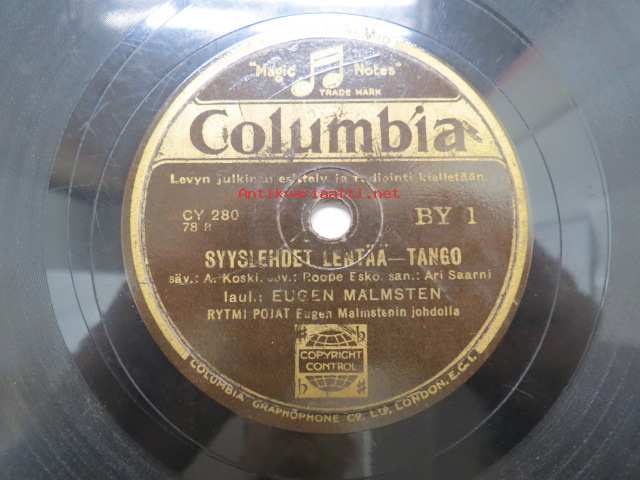 "Magic Notes"
TRADE MARK
Columbia
Levyn julkinen esittely ja radiointi kielletään.
Antikvariaatti.net
CY 280
BY 1
78 R
SYYSLEHDET LENTÄÄ—TANGO
säv.: A. Koski. sov.: Roope Esko. san.: Ari Saarni
laul.: EUGEN MALMSTEN
RYTMI POJAT Eugen Malmstenin johdolla
COPYRIGHT
CONTROL
COLUMBIA GRAPHOPHONE CO. LTD. LONDON, E.C.1.